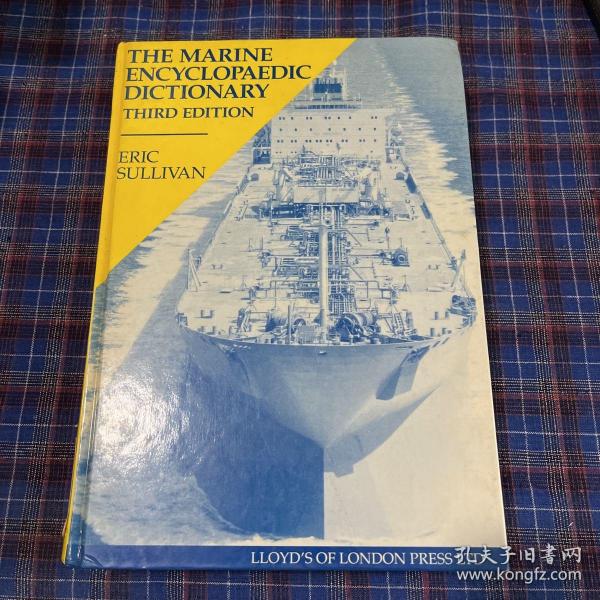 THE MARINE
ENCYCLOPAEDIC
DICTIONARY
THIRD EDITION
ERIC
SULLIVAN
LLOYD'S OF LONDON PRESS
孔夫子旧書网
www.kongfz.com